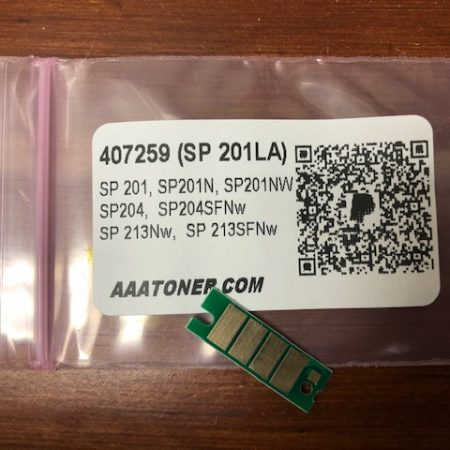 407259 (SP 201LA)
SP 201, SP201N, SP201NW
SP204, SP204SFNw
SP 213Nw, SP 213SFNw
AAATONER.COM